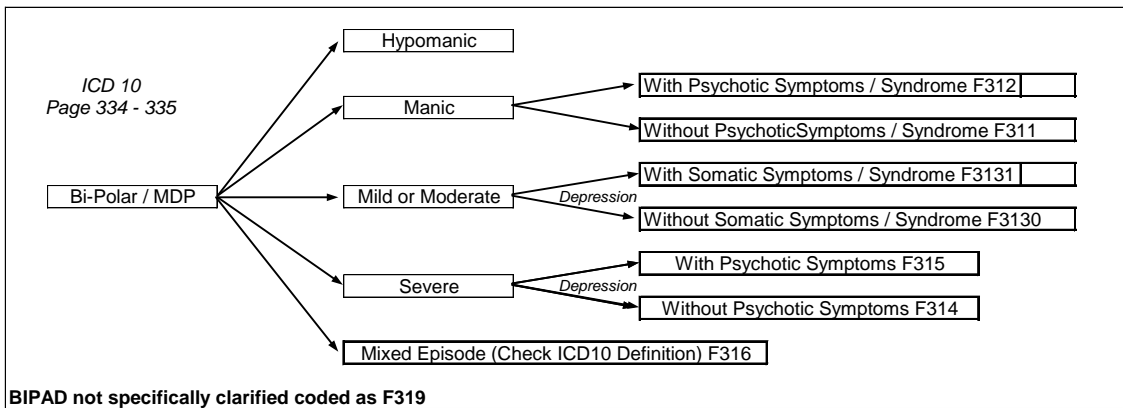 Hypomanic
ICD 10
Page 334 - 335
With Psychotic Symptoms / Syndrome F312
Manic
Without PsychoticSymptoms / Syndrome F311
With Somatic Symptoms / Syndrome F3131
Bi-Polar / MDP
Mild or Moderate
Depression
Without Somatic Symptoms / Syndrome F3130
With Psychotic Symptoms F315
Severe
Depression
Without Psychotic Symptoms F314
Mixed Episode (Check ICD10 Definition) F316
BIPAD not specifically clarified coded as F319